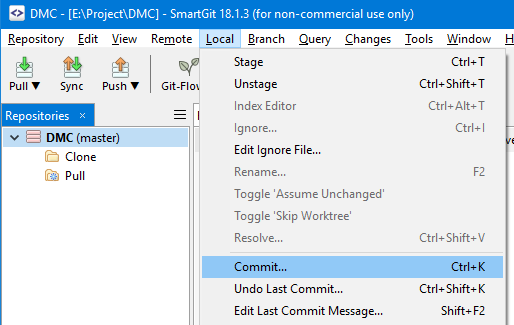 DMC - [E:\Project\DMC] - SmartGit 18.1.3 (for non-commercial use only)
Repository Edit View Remote Local Branch Query Changes Tools Window H
Pull ▼ Sync Push ▼ Git-Flow
Repositories ×
DMC (master)
Clone
Pull
Stage Ctrl+T
Unstage Ctrl+Shift+T
Index Editor Ctrl+Alt+T
Ignore... Ctrl+I
Edit Ignore File...
Rename... F2
Toggle 'Assume Unchanged'
Toggle 'Skip Worktree'
Resolve... Ctrl+Shift+V
Commit... Ctrl+K
Undo Last Commit... Ctrl+Shift+K
Edit Last Commit Message... Shift+F2